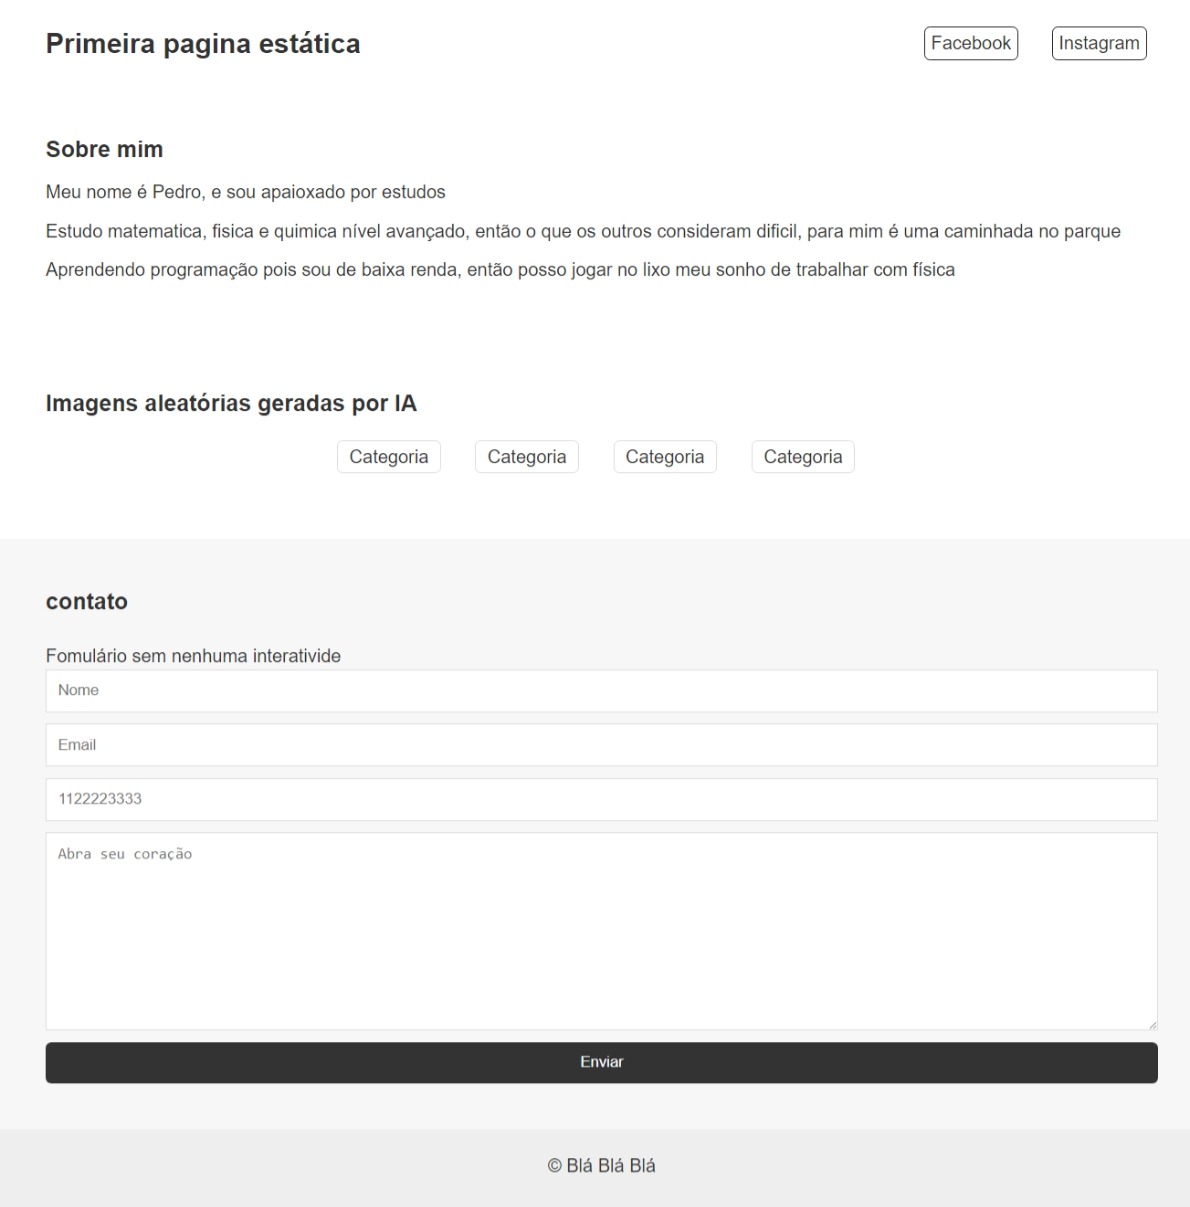 Primeira pagina estática
Facebook
Instagram
Sobre mim
Meu nome é Pedro, e sou apaioxado por estudos
Estudo matematica, fisica e quimica nível avançado, então o que os outros consideram dificil, para mim é uma caminhada no parque
Aprendendo programação pois sou de baixa renda, então posso jogar no lixo meu sonho de trabalhar com física
Imagens aleatórias geradas por IA
Categoria
Categoria
Categoria
Categoria
contato
Fomulário sem nenhuma interativide
Nome
Email
1122223333
Abra seu coração
Enviar
© Blá Blá Blá